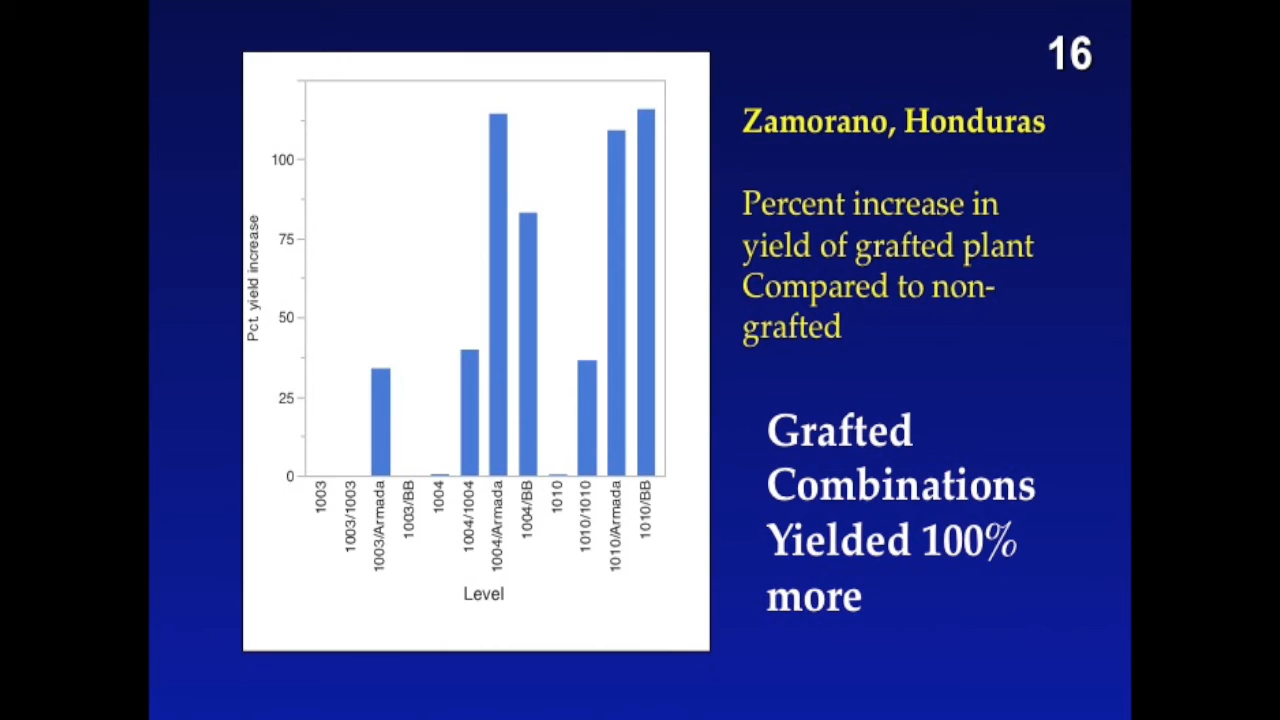 16
Zamorano, Honduras
Percent increase in
yield of grafted plant
Compared to non-
grafted
Grafted
Combinations
Yielded 100%
more
Pct. yield increase
100
75
50
25
0
1003
1003/1003
1003/Armada
1003/BB
1004
1004/1004
1004/Armada
1004/BB
1010
1010/1010
1010/Armada
1010/BB
Level